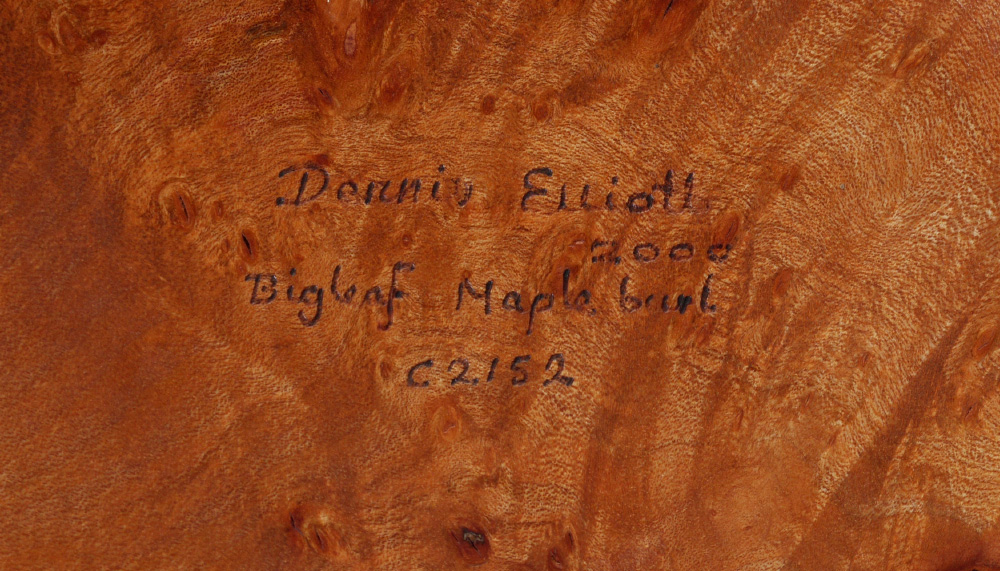 Dennis Elliott
2000
Bigleaf Maple burl
C2152